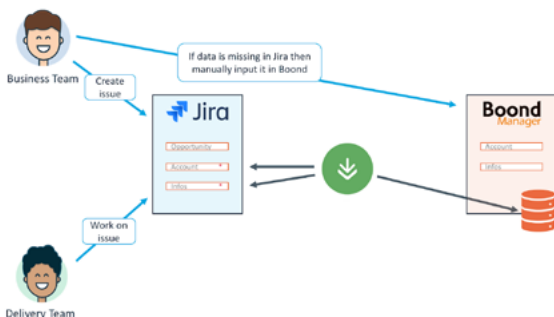 Business Team
If data is missing in Jira then
manually input it in Boond
Create
issue
Jira
Opportunity
Account
Infos
Boond
Manager
Account
Infos
Work on
issue
Delivery Team